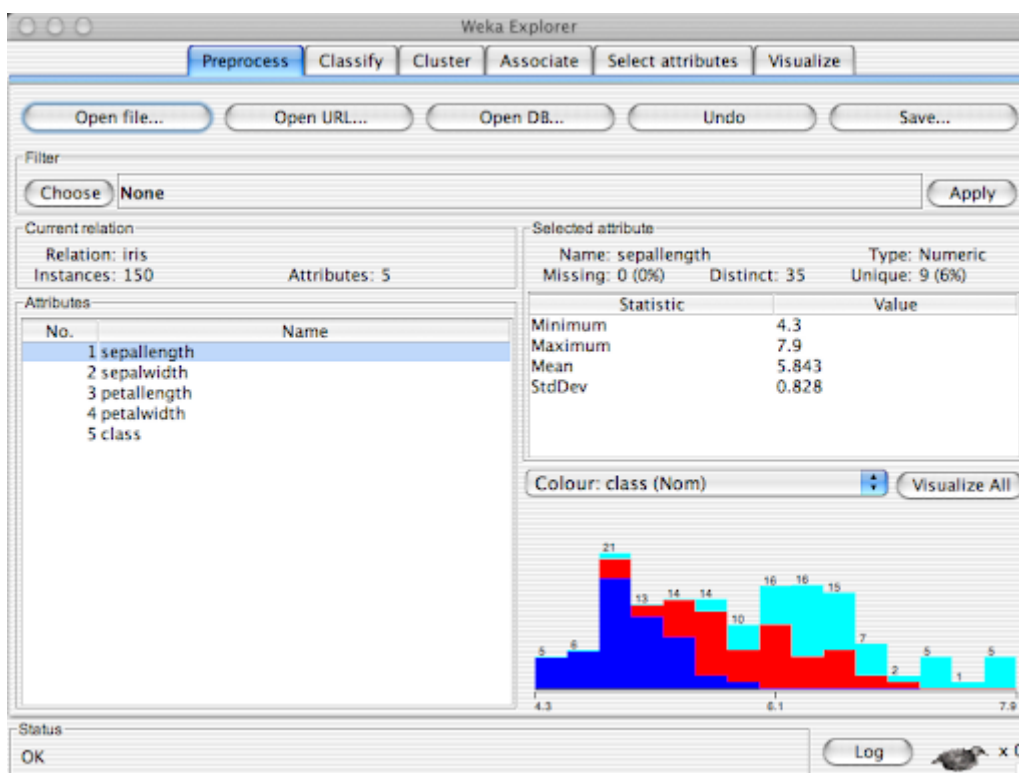 Weka Explorer
Preprocess Classify Cluster Associate Select attributes Visualize
Open file... Open URL... Open DB... Undo Save...
Filter
Choose None Apply
Current relation
Relation: iris
Instances: 150 Attributes: 5
Attributes
No. Name
1 sepallength
2 sepalwidth
3 petallength
4 petalwidth
5 class
Selected attribute
Name: sepallength Type: Numeric
Missing: 0 (0%) Distinct: 35 Unique: 9 (6%)
Statistic Value
Minimum 4.3
Maximum 7.9
Mean 5.843
StdDev 0.828
Colour: class (Nom) Visualize All
5 6 21 13 14 14 10 16 16 15 7 2 5 1 5
4.3 6.1 7.9
Status
OK Log x 0